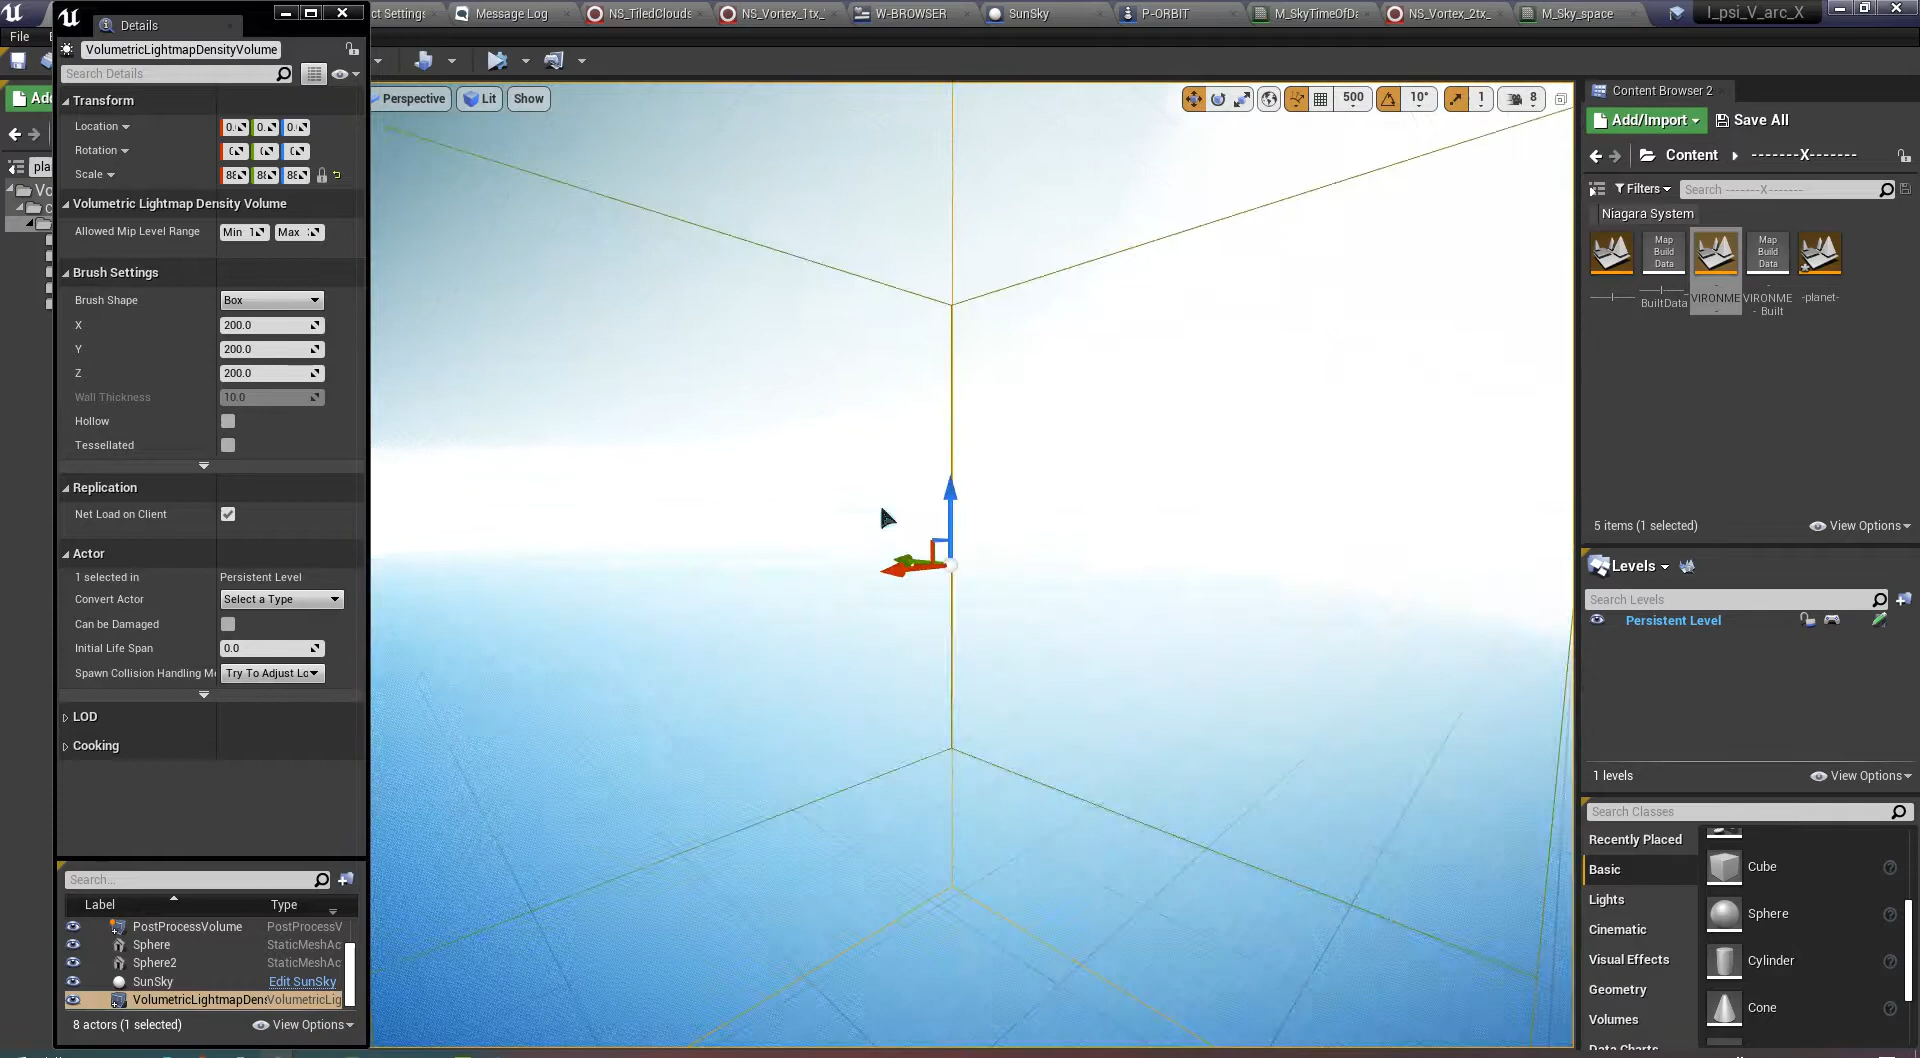 Details
ct Settings
Message Log
NS_TiledClouds
NS_Vortex_1tx_
W-BROWSER
SunSky
P-ORBIT
M_SkyTimeOfDa
NS_Vortex_2tx_
M_Sky_space
I_psi_V_arc_X
File
VolumetricLightmapDensityVolume
Search Details
Transform
Location
Rotation
Scale
Volumetric Lightmap Density Volume
Allowed Mip Level Range
Min 1
Max
Brush Settings
Brush Shape
Box
X
200.0
Y
200.0
Z
200.0
Wall Thickness
10.0
Hollow
Tessellated
Replication
Net Load on Client
Actor
1 selected in
Persistent Level
Convert Actor
Select a Type
Can be Damaged
Initial Life Span
0.0
Spawn Collision Handling Me
Try To Adjust Lo
LOD
Cooking
Search...
Label
Type
PostProcessVolume
PostProcessV
Sphere
StaticMeshAc
Sphere2
StaticMeshAc
SunSky
Edit SunSky
VolumetricLightmapDens
VolumetricLig
8 actors (1 selected)
View Options
Add
pla
Vo
Perspective
Lit
Show
500
10°
1
8
Content Browser 2
Add/Import
Save All
Content
-------X-------
Filters
Search -------X-------
Niagara System
Map
Build
Data
Map
Build
Data
BuiltData
VIRONME
VIRONME
Built
-planet-
5 items (1 selected)
View Options
Levels
Search Levels
Persistent Level
1 levels
View Options
Search Classes
Recently Placed
Basic
Lights
Cinematic
Visual Effects
Geometry
Volumes
Cube
Sphere
Cylinder
Cone